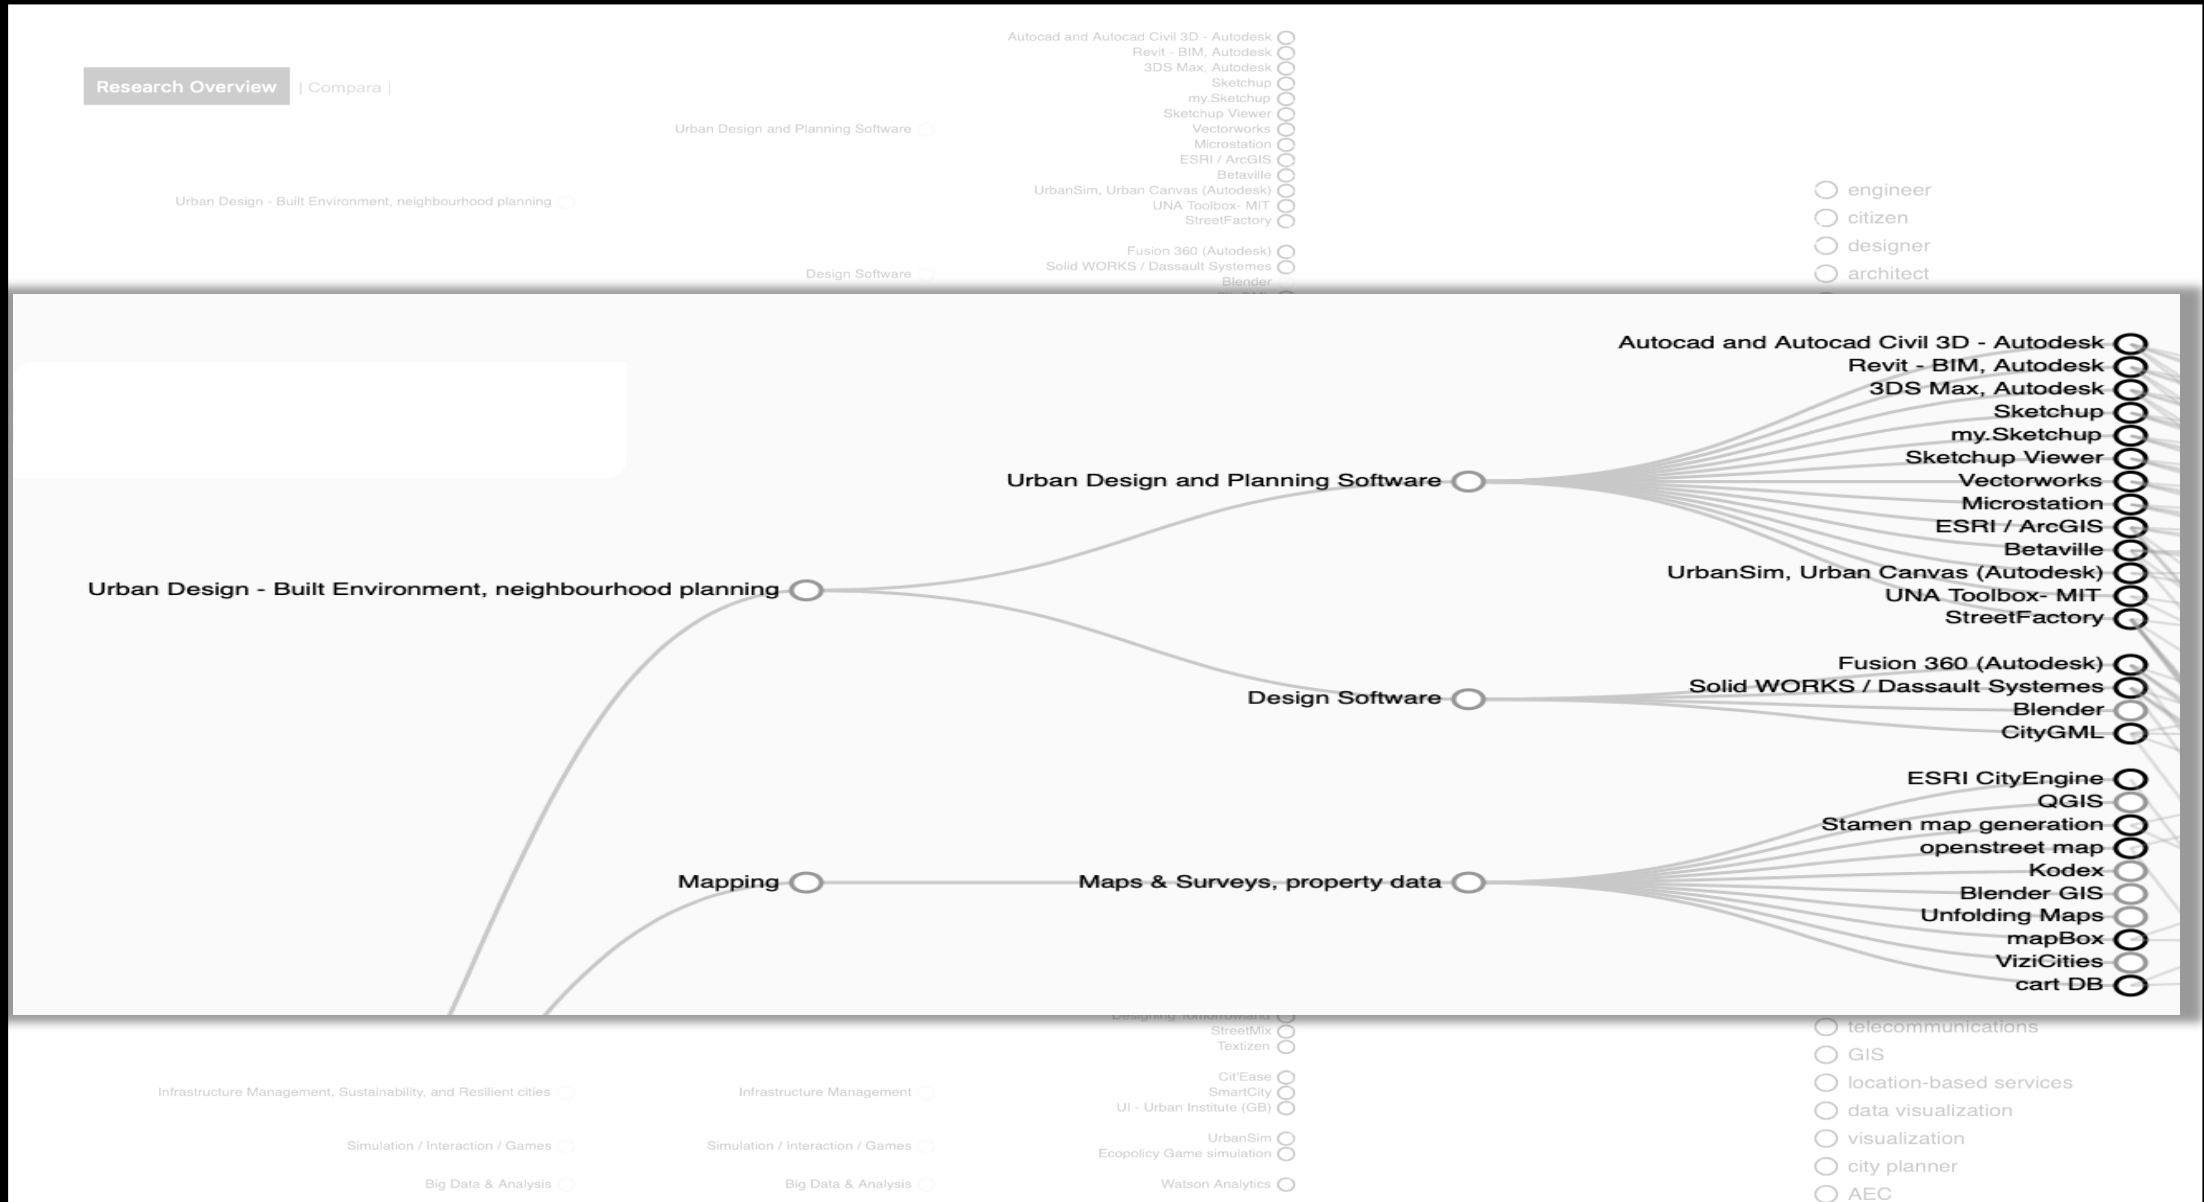 Research Overview | Compara |
Autocad and Autocad Civil 3D - Autodesk
Revit - BIM, Autodesk
3DS Max, Autodesk
Sketchup
my.Sketchup
Sketchup Viewer
Urban Design and Planning Software
Vectorworks
Microstation
ESRI / ArcGIS
Betaville
UrbanSim, Urban Canvas (Autodesk)
UNA Toolbox- MIT
StreetFactory
Urban Design - Built Environment, neighbourhood planning
Fusion 360 (Autodesk)
Solid WORKS / Dassault Systemes
Design Software
Blender
engineer
citizen
designer
architect
Autocad and Autocad Civil 3D - Autodesk
Revit - BIM, Autodesk
3DS Max, Autodesk
Sketchup
my.Sketchup
Sketchup Viewer
Urban Design and Planning Software
Vectorworks
Microstation
ESRI / ArcGIS
Betaville
UrbanSim, Urban Canvas (Autodesk)
Urban Design - Built Environment, neighbourhood planning
UNA Toolbox- MIT
StreetFactory
Fusion 360 (Autodesk)
Solid WORKS / Dassault Systemes
Design Software
Blender
CityGML
ESRI CityEngine
QGIS
Stamen map generation
openstreet map
Kodex
Mapping
Maps & Surveys, property data
Blender GIS
Unfolding Maps
mapBox
ViziCities
cart DB
Designing Tomorrowland
StreetMix
Textizen
Cit'Ease
Infrastructure Management, Sustainability, and Resilient cities
Infrastructure Management
SmartCity
UI - Urban Institute (GB)
UrbanSim
Simulation / Interaction / Games
Simulation / Interaction / Games
Ecopolicy Game simulation
Big Data & Analysis
Big Data & Analysis
Watson Analytics
telecommunications
GIS
location-based services
data visualization
visualization
city planner
AEC